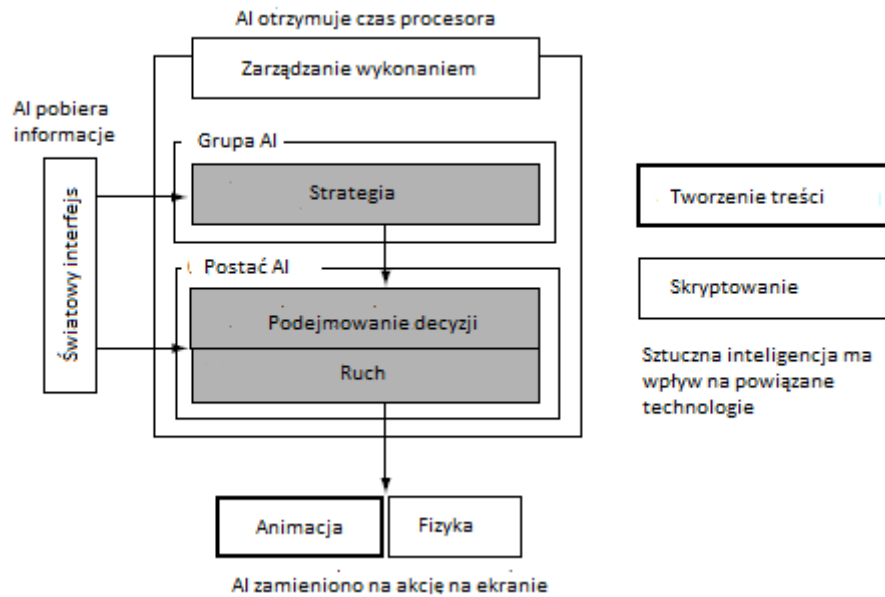 AI otrzymuje czas procesora
Zarządzanie wykonaniem
AI pobiera
informacje
Grupa AI
Strategia
Światowy interfejs
Postać AI
Podejmowanie decyzji
Ruch
Tworzenie treści
Skryptowanie
Sztuczna inteligencja ma
wpływ na powiązane
technologie
Animacja
Fizyka
AI zamieniono na akcję na ekranie